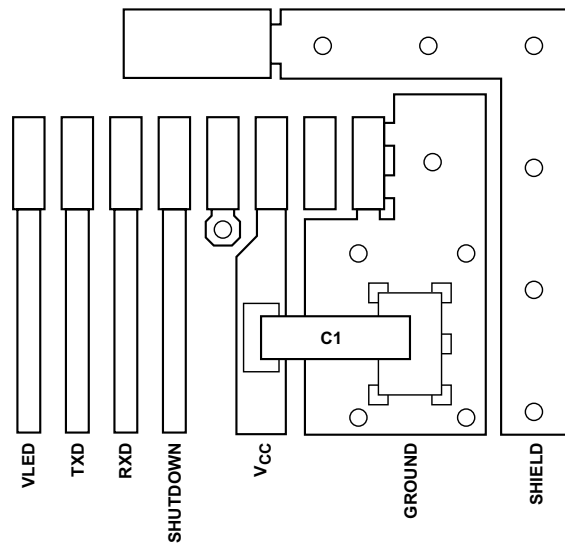 C1
VLED
TXD
RXD
SHUTDOWN
VCC
GROUND
SHIELD